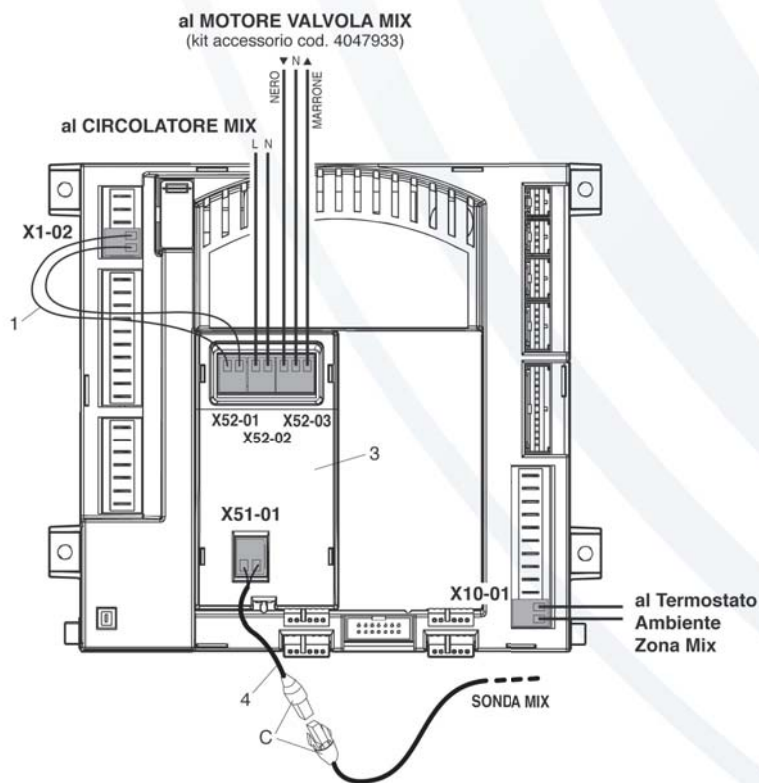 al MOTORE VALVOLA MIX
(kit accessorio cod. 4047933)
NERO
▼ N ▲
MARRONE
al CIRCOLATORE MIX
L N
X1-02
1
X52-01 X52-03
X52-02
3
X51-01
X10-01
al Termostato
Ambiente
Zona Mix
4
SONDA MIX
C